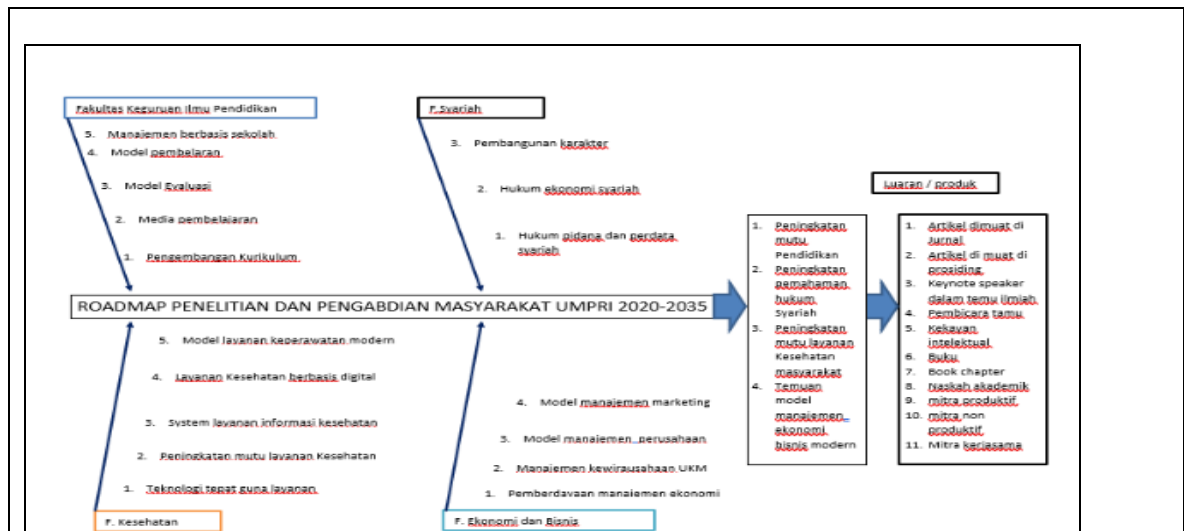 Fakultas Keguruan Ilmu Pendidikan
5. Manajemen berbasis sekolah
4. Model pembelaran
3. Model Evaluasi
2. Media pembelajaran
1. Pengembangan Kurikulum
F.Syariah
3. Pembangunan karakter
2. Hukum ekonomi syariah
1. Hukum pidana dan perdata
syariah
ROADMAP PENELITIAN DAN PENGABDIAN MASYARAKAT UMPRI 2020-2035
5. Model layanan keperawatan modern
4. Layanan Kesehatan berbasis digital
3. System layanan informasi kesehatan
2. Peningkatan mutu layanan Kesehatan
1. Teknologi tepat guna layanan
F. Kesehatan
4. Model manajemen marketing
3. Model manajemen perusahaan
2. Manajemen kewirausahaan UKM
1. Pemberdayaan manajemen ekonomi
F. Ekonomi dan Bisnis
1. Peningkatan
mutu
Pendidikan
2. Peningkatan
pemahaman
hukum
Syariah
3. Peningkatan
mutu layanan
Kesehatan
masyarakat
4. Temuan
model
manajemen
ekonomi
bisnis modern
Luaran / produk
1. Artikel dimuat di
Jurnal
2. Artikel di muat di
prosiding
3. Keynote speaker
dalam temu ilmiah
4. Pembicara tamu
5. Kekayan
intelektual
6. Buku
7. Book chapter
8. Naskah akademik
9. mitra produktif
10. mitra non
produktif
11. Mitra kerjasama